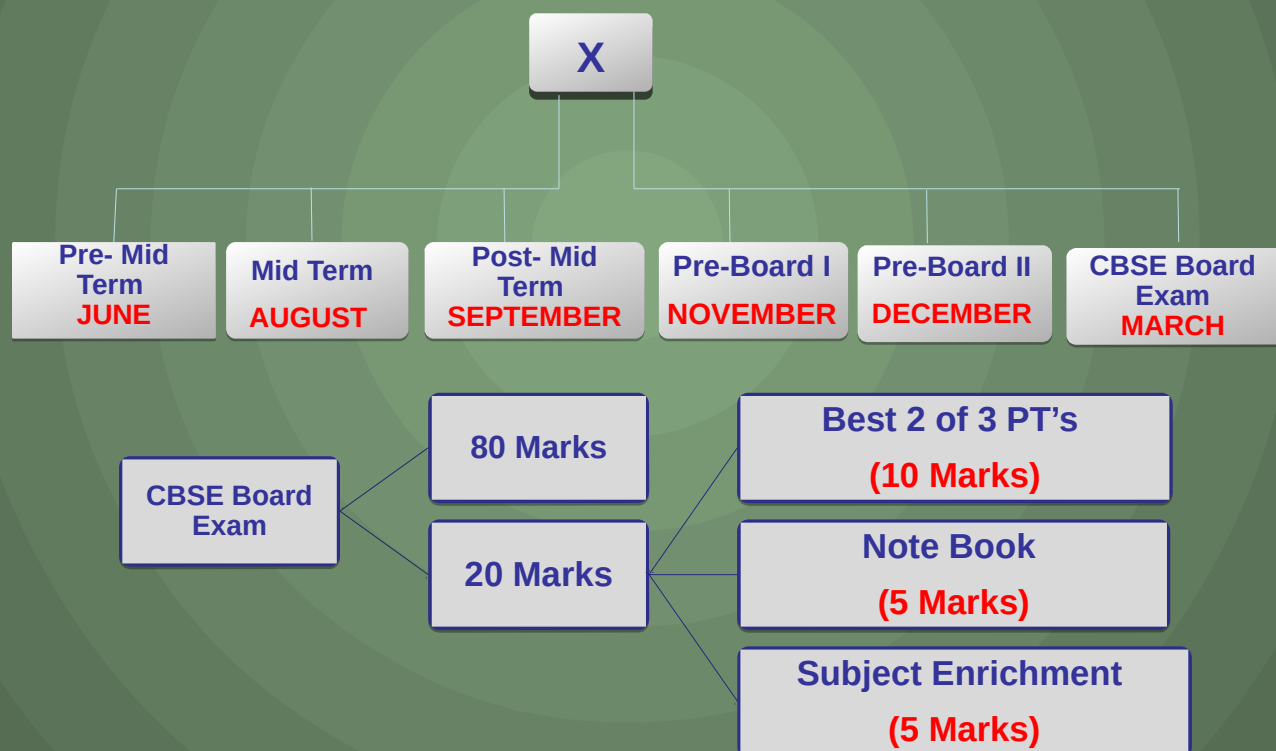 X
Pre- Mid
Term
JUNE
Mid Term
AUGUST
Post- Mid
Term
SEPTEMBER
Pre-Board I
NOVEMBER
Pre-Board II
DECEMBER
CBSE Board
Exam
MARCH
CBSE Board
Exam
80 Marks
20 Marks
Best 2 of 3 PT’s
(10 Marks)
Note Book
(5 Marks)
Subject Enrichment
(5 Marks)